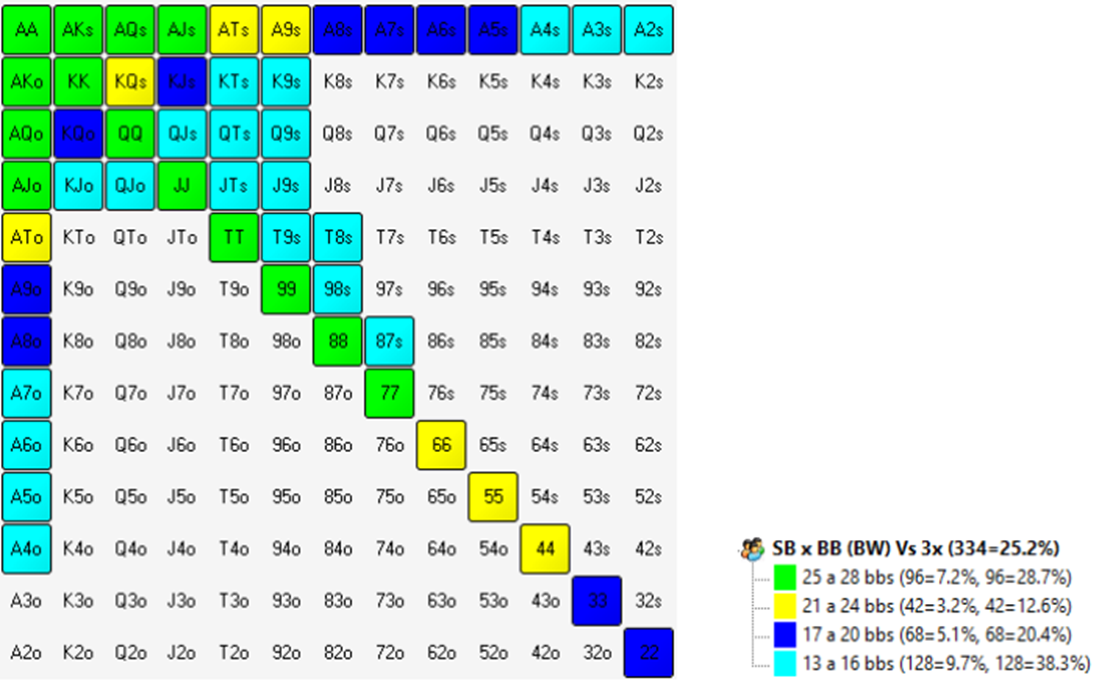 AA AKs AQs AJs ATs A9s A8s A7s A6s A5s A4s A3s A2s
AKo KK KQs KJs KTs K9s K8s K7s K6s K5s K4s K3s K2s
AQo KQo QQ QJs QTs Q9s Q8s Q7s Q6s Q5s Q4s Q3s Q2s
AJo KJo QJo JJ JTs J9s J8s J7s J6s J5s J4s J3s J2s
ATo KTo QTo JTo TT T9s T8s T7s T6s T5s T4s T3s T2s
A9o K9o Q9o J9o T9o 99 98s 97s 96s 95s 94s 93s 92s
A8o K8o Q8o J8o T8o 98o 88 87s 86s 85s 84s 83s 82s
A7o K7o Q7o J7o T7o 97o 87o 77 76s 75s 74s 73s 72s
A6o K6o Q6o J6o T6o 96o 86o 76o 66 65s 64s 63s 62s
A5o K5o Q5o J5o T5o 95o 85o 75o 65o 55 54s 53s 52s
A4o K4o Q4o J4o T4o 94o 84o 74o 64o 54o 44 43s 42s
A3o K3o Q3o J3o T3o 93o 83o 73o 63o 53o 43o 33 32s
A2o K2o Q2o J2o T2o 92o 82o 72o 62o 52o 42o 32o 22
SB x BB (BW) Vs 3x (334=25.2%)
25 a 28 bbs (96=7.2%, 96=28.7%)
21 a 24 bbs (42=3.2%, 42=12.6%)
17 a 20 bbs (68=5.1%, 68=20.4%)
13 a 16 bbs (128=9.7%, 128=38.3%)